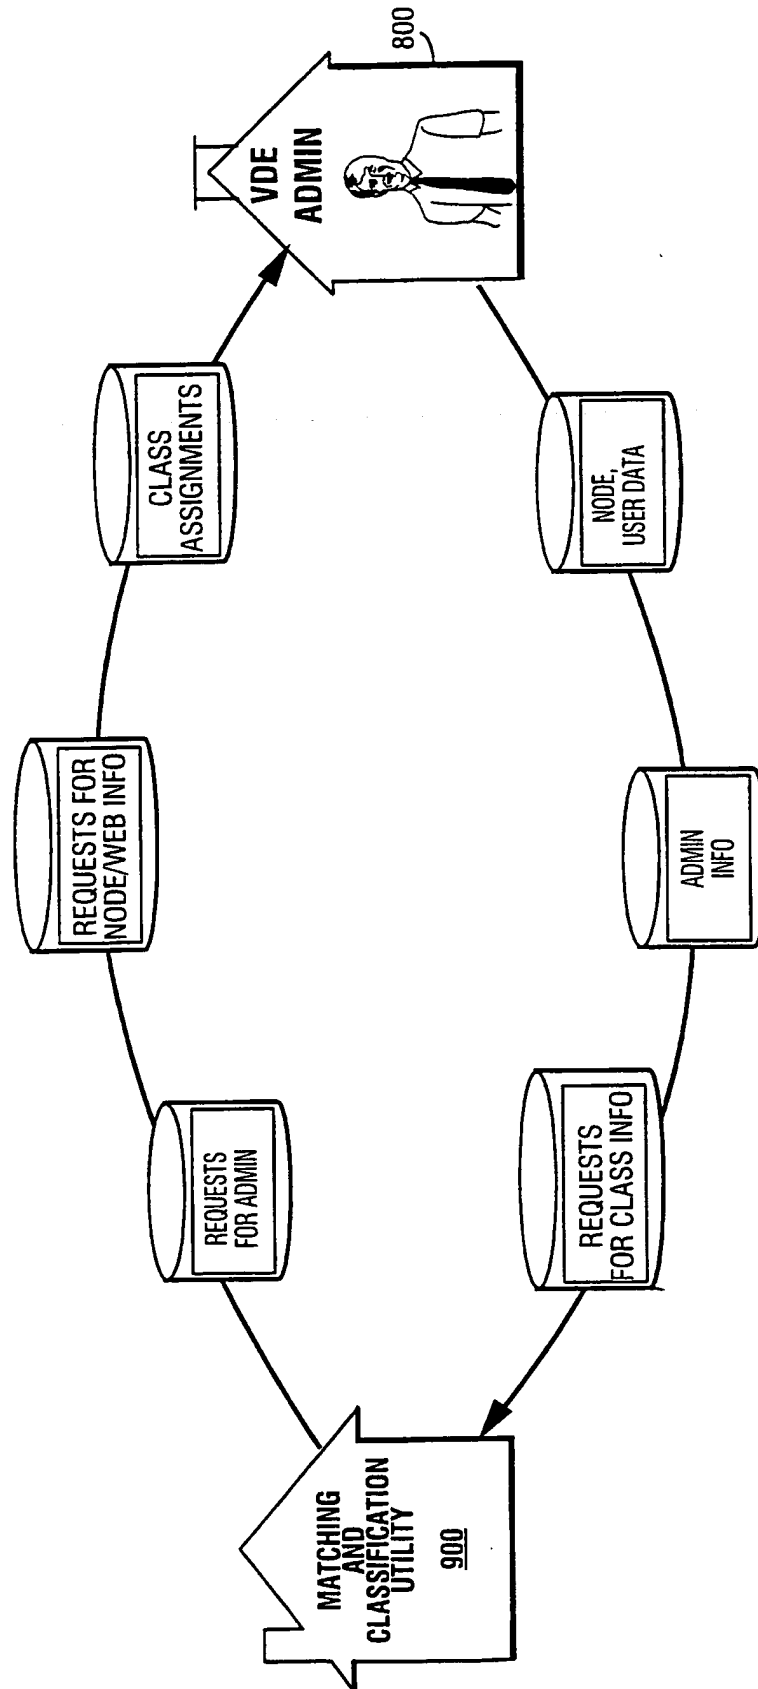 REQUESTS FOR
NODE/WEB INFO
REQUESTS
FOR ADMIN
CLASS
ASSIGNMENTS
MATCHING
AND
CLASSIFICATION
UTILITY
900
VDE
ADMIN
800
REQUESTS
FOR CLASS INFO
NODE,
USER DATA
ADMIN
INFO